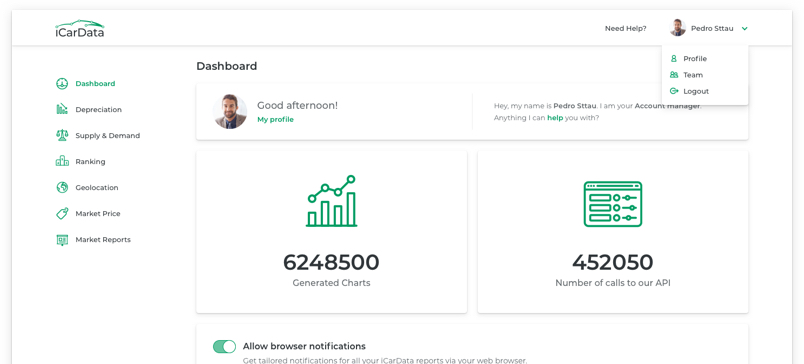 iCarData
Need Help?
Pedro Sttau
Profile
Team
Logout
Dashboard
Depreciation
Supply & Demand
Ranking
Geolocation
Market Price
Market Reports
Dashboard
Good afternoon!
My profile
Hey, my name is Pedro Sttau. I am your Account manager.
Anything I can help you with?
6248500
Generated Charts
452050
Number of calls to our API
Allow browser notifications
Get tailored notifications for all your iCarData reports via your web browser.